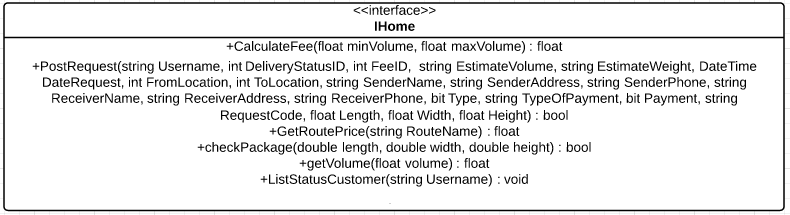 <<interface>>
IHome
+CalculateFee(float minVolume, float maxVolume) : float
+PostRequest(string Username, int DeliveryStatusID, int FeeID, string EstimateVolume, string EstimateWeight, DateTime
DateRequest, int FromLocation, int ToLocation, string SenderName, string SenderAddress, string SenderPhone, string
ReceiverName, string ReceiverAddress, string ReceiverPhone, bit Type, string TypeOfPayment, bit Payment, string
RequestCode, float Length, float Width, float Height) : bool
+GetRoutePrice(string RouteName) : float
+checkPackage(double length, double width, double height) : bool
+getVolume(float volume) : float
+ListStatusCustomer(string Username) : void